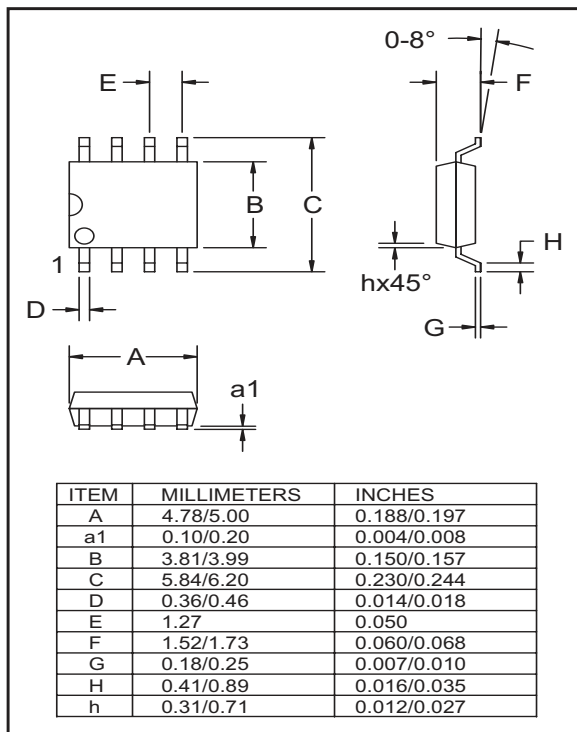 0-8°
E
F
B
C
1
H
hx45°
D
G
A
a1
ITEM MILLIMETERS INCHES
A 4.78/5.00 0.188/0.197
a1 0.10/0.20 0.004/0.008
B 3.81/3.99 0.150/0.157
C 5.84/6.20 0.230/0.244
D 0.36/0.46 0.014/0.018
E 1.27 0.050
F 1.52/1.73 0.060/0.068
G 0.18/0.25 0.007/0.010
H 0.41/0.89 0.016/0.035
h 0.31/0.71 0.012/0.027